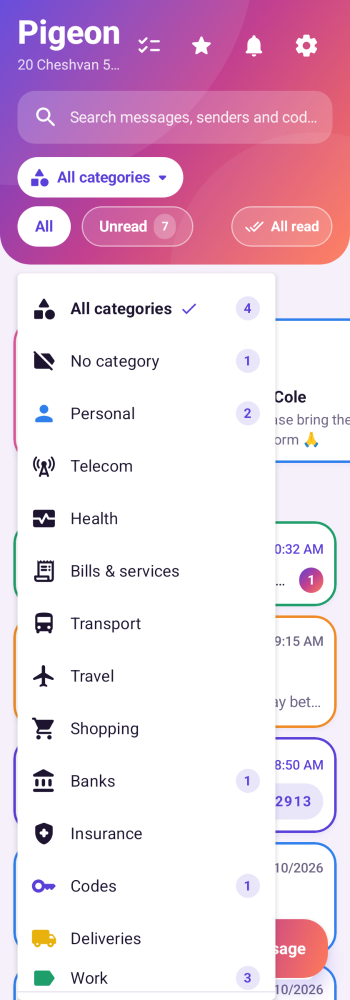 Pigeon
20 Cheshvan 5…
Search messages, senders and cod…
All categories
All
Unread 7
All read
All categories 4
No category 1
Personal 2
Telecom
Health
Bills & services
Transport
Travel
Shopping
Banks 1
Insurance
Codes 1
Deliveries
Work 3
Cole
ase bring the
orm 🙏
0:32 AM
… 1
9:15 AM
ay bet…
8:50 AM
2913
10/2026
sage
10/2026